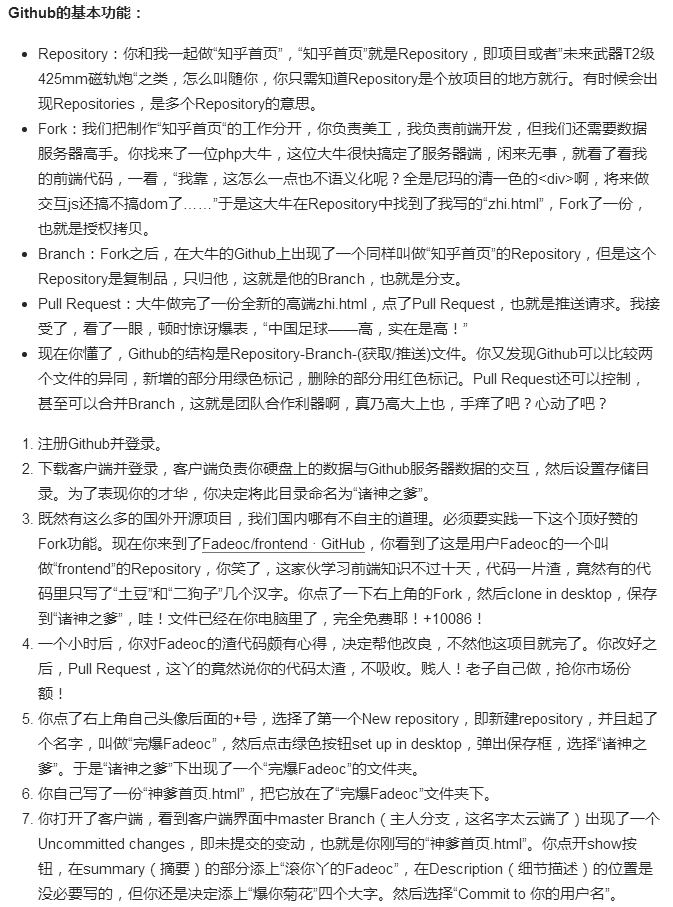 Github的基本功能：
Repository：你和我一起做“知乎首页”，“知乎首页”就是Repository，即项目或者”未来武器T2级
425mm磁轨炮“之类，怎么叫随你，你只需知道Repository是个放项目的地方就行。有时候会出
现Repositories，是多个Repository的意思。
Fork：我们把制作“知乎首页“的工作分开，你负责美工，我负责前端开发，但我们还需要数据
服务器高手。你找来了一位php大牛，这位大牛很快搞定了服务器端，闲来无事，就看了看我
的前端代码，一看，“我靠，这怎么一点也不语义化呢？全是尼玛的清一色的<div>啊，将来做
交互js还搞不搞dom了……”于是这大牛在Repository中找到了我写的“zhi.html”，Fork了一份，
也就是授权拷贝。
Branch：Fork之后，在大牛的Github上出现了一个同样叫做“知乎首页”的Repository，但是这个
Repository是复制品，只归他，这就是他的Branch，也就是分支。
Pull Request：大牛做完了一份全新的高端zhi.html，点了Pull Request，也就是推送请求。我接
受了，看了一眼，顿时惊讶爆表，“中国足球——高，实在是高！”
现在你懂了，Github的结构是Repository-Branch-(获取/推送)文件。你又发现Github可以比较两
个文件的异同，新增的部分用绿色标记，删除的部分用红色标记。Pull Request还可以控制，
甚至可以合并Branch，这就是团队合作利器啊，真乃高大上也，手痒了吧？心动了吧？
1. 注册Github并登录。
2. 下载客户端并登录，客户端负责你硬盘上的数据与Github服务器数据的交互，然后设置存储目
录。为了表现你的才华，你决定将此目录命名为“诸神之爹”。
3. 既然有这么多的国外开源项目，我们国内哪有不自主的道理。必须要实践一下这个顶好赞的
Fork功能。现在你来到了Fadeoc/frontend · GitHub，你看到了这是用户Fadeoc的一个叫
做“frontend”的Repository，你笑了，这家伙学习前端知识不过十天，代码一片渣，竟然有的代
码里只写了“土豆”和“二狗子”几个汉字。你点了一下右上角的Fork，然后clone in desktop，保存
到“诸神之爹”，哇！文件已经在你电脑里了，完全免费耶！+10086！
4. 一个小时后，你对Fadeoc的渣代码颇有心得，决定帮他改良，不然他这项目就完了。你改好之
后，Pull Request，这丫的竟然说你的代码太渣，不吸收。贱人！老子自己做，抢你市场份
额！
5. 你点了右上角自己头像后面的+号，选择了第一个New repository，即新建repository，并且起了
个名字，叫做“完爆Fadeoc”，然后点击绿色按钮set up in desktop，弹出保存框，选择“诸神之
爹”。于是“诸神之爹”下出现了一个“完爆Fadeoc”的文件夹。
6. 你自己写了一份“神爹首页.html”，把它放在了“完爆Fadeoc”文件夹下。
7. 你打开了客户端，看到客户端界面中master Branch（主人分支，这名字太云端了）出现了一个
Uncommitted changes，即未提交的变动，也就是你刚写的“神爹首页.html”。你点开show按
钮，在summary（摘要）的部分添上“滚你丫的Fadeoc”，在Description（细节描述）的位置是
没必要写的，但你还是决定添上“爆你菊花”四个大字。然后选择“Commit to 你的用户名”。